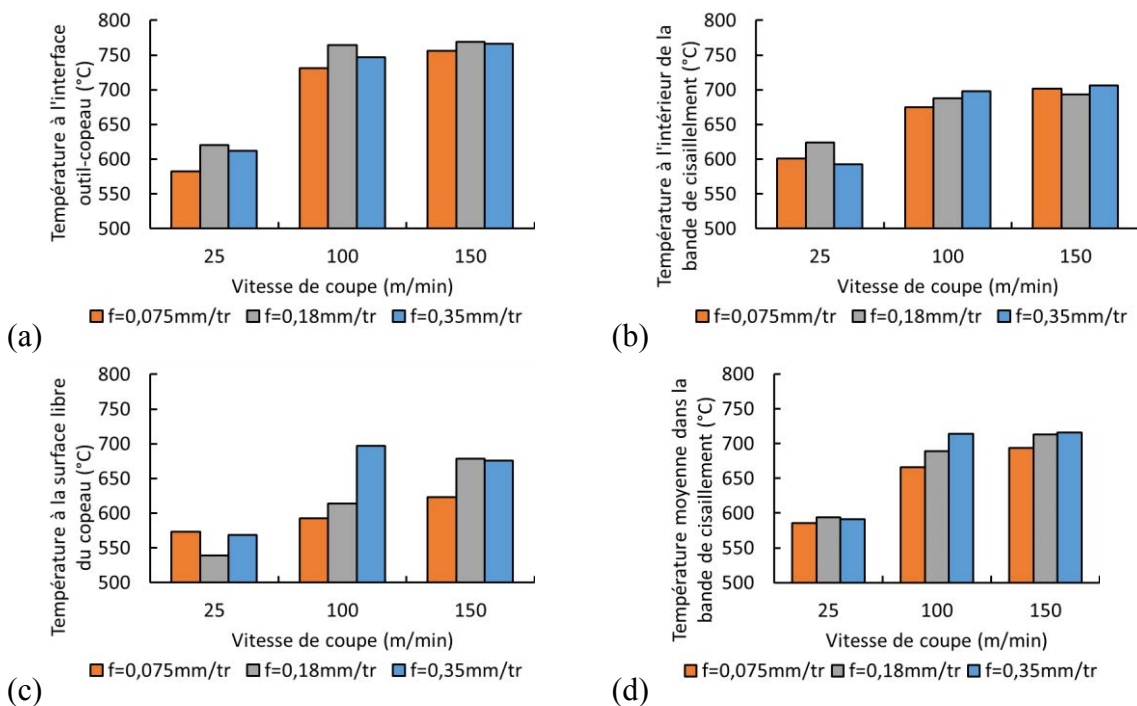 Température à l'interface
outil-copeau (°C)
800
750
700
650
600
550
500
25 100 150
Vitesse de coupe (m/min)
f=0,075mm/tr f=0,18mm/tr f=0,35mm/tr
(a)
Température à l'intérieur de la
bande de cisaillelment (°C)
800
750
700
650
600
550
500
25 100 150
Vitesse de coupe (m/min)
f=0,075mm/tr f=0,18mm/tr f=0,35mm/tr
(b)
Température à la surface libre
du copeau (°C)
800
750
700
650
600
550
500
25 100 150
Vitesse de coupe (m/min)
f=0,075mm/tr f=0,18mm/tr f=0,35mm/tr
(c)
Température moyenne dans la
bande de cisaillement (°C)
800
750
700
650
600
550
500
25 100 150
Vitesse de coupe (m/min)
f=0,075mm/tr f=0,18mm/tr f=0,35mm/tr
(d)